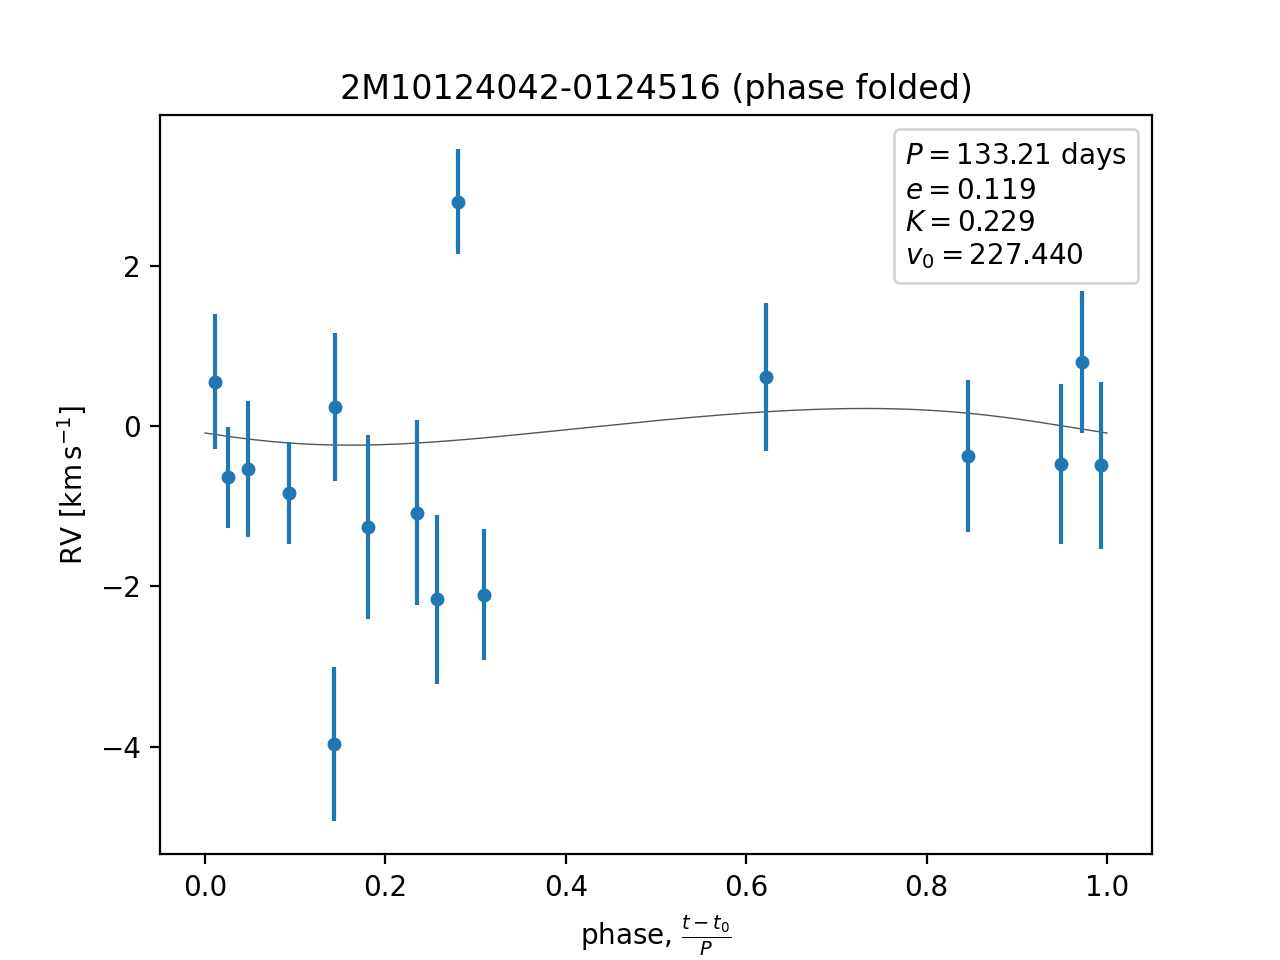 2M10124042-0124516 (phase folded)
P = 133.21 days
e = 0.119
K = 0.229
v₀ = 227.440
RV [km s⁻¹]
2
0
−2
−4
0.0 0.2 0.4 0.6 0.8 1.0
phase, (t − t₀)/P